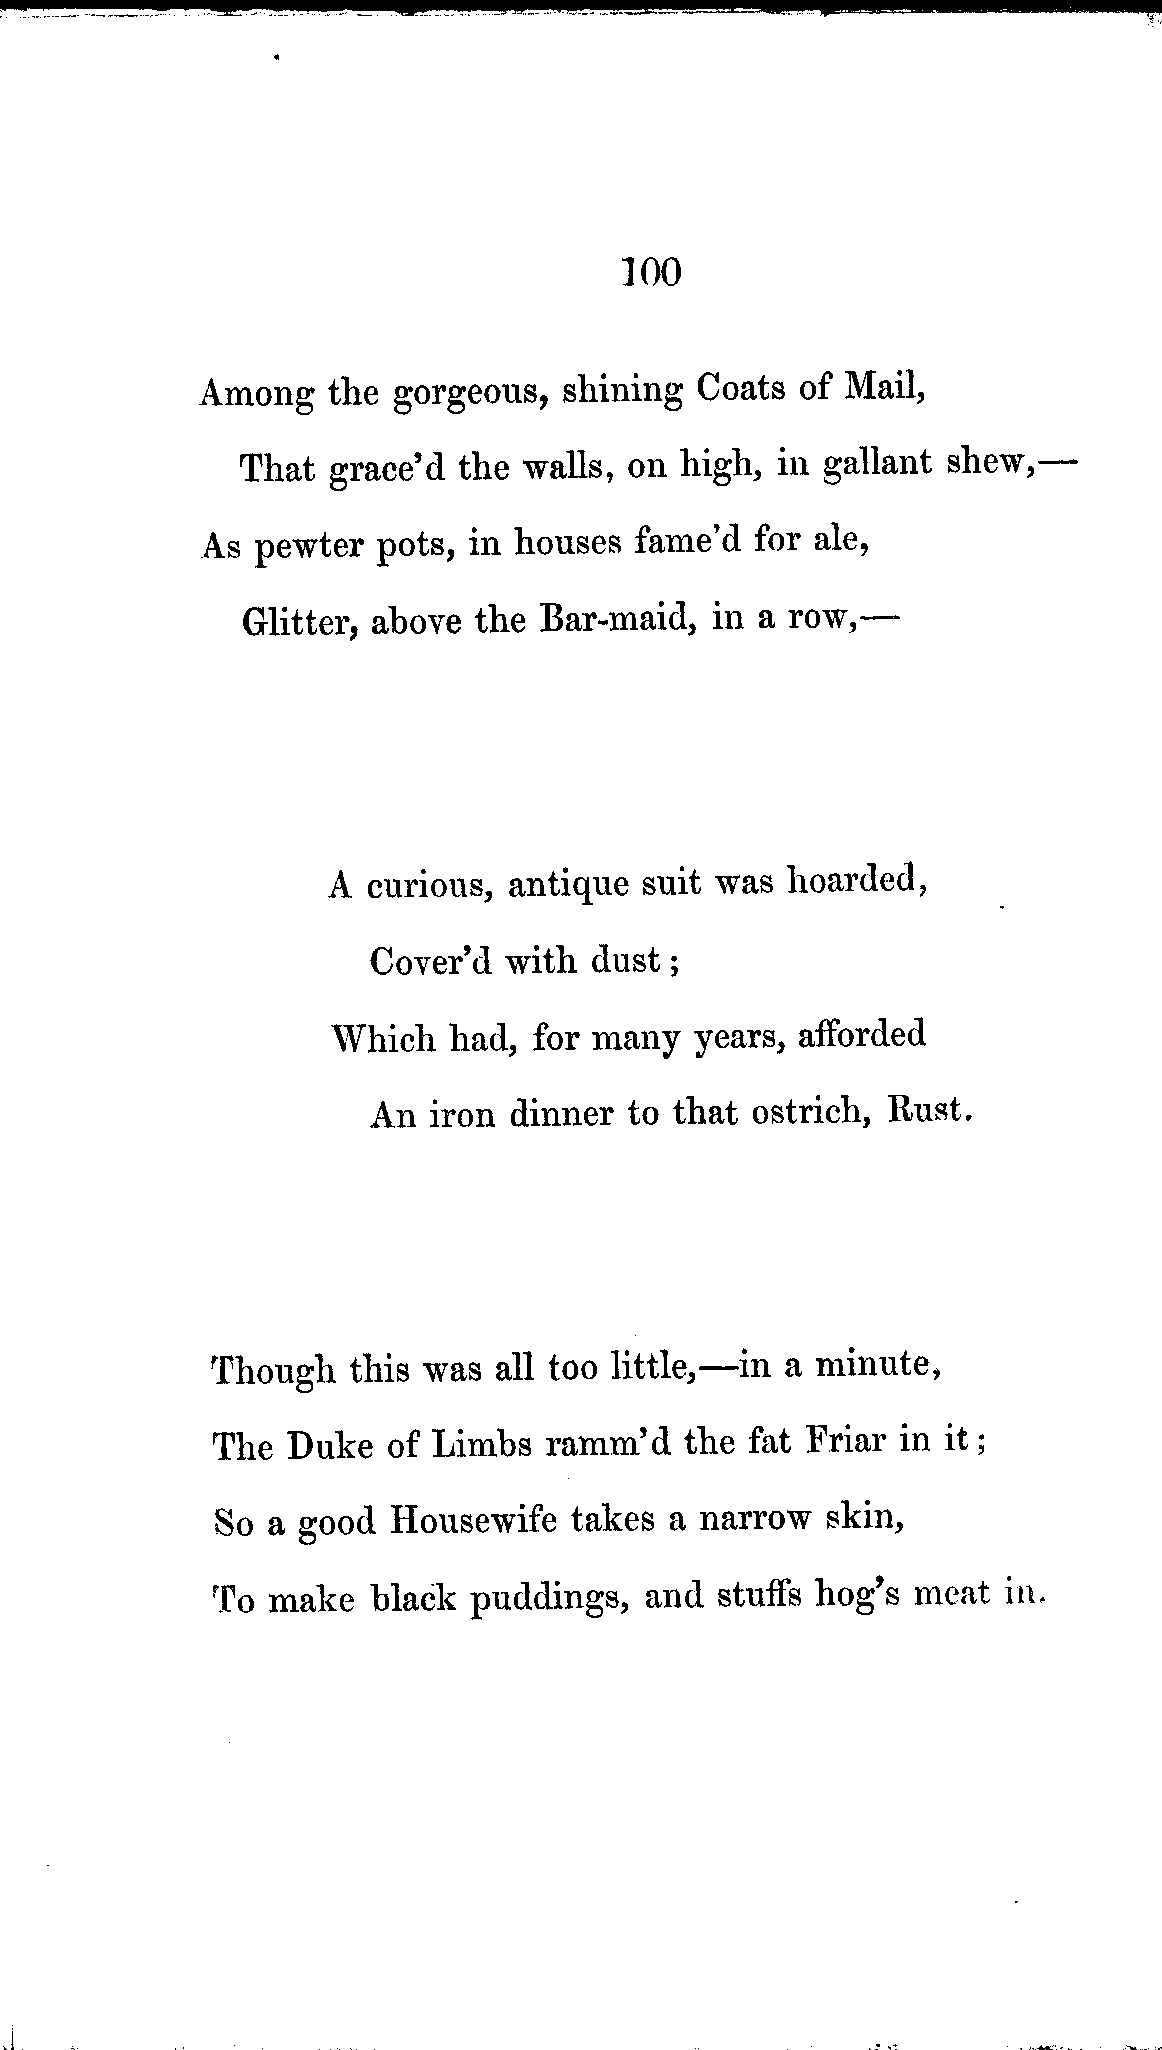 100
Among the gorgeous, shining Coats of Mail,
That grace'd the walls, on high, in gallant shew,—
As pewter pots, in houses fame'd for ale,
Glitter, above the Bar-maid, in a row,—
A curious, antique suit was hoarded,
Cover'd with dust;
Which had, for many years, afforded
An iron dinner to that ostrich, Rust.
Though this was all too little,—in a minute,
The Duke of Limbs ramm'd the fat Friar in it;
So a good Housewife takes a narrow skin,
To make black puddings, and stuffs hog's meat in.